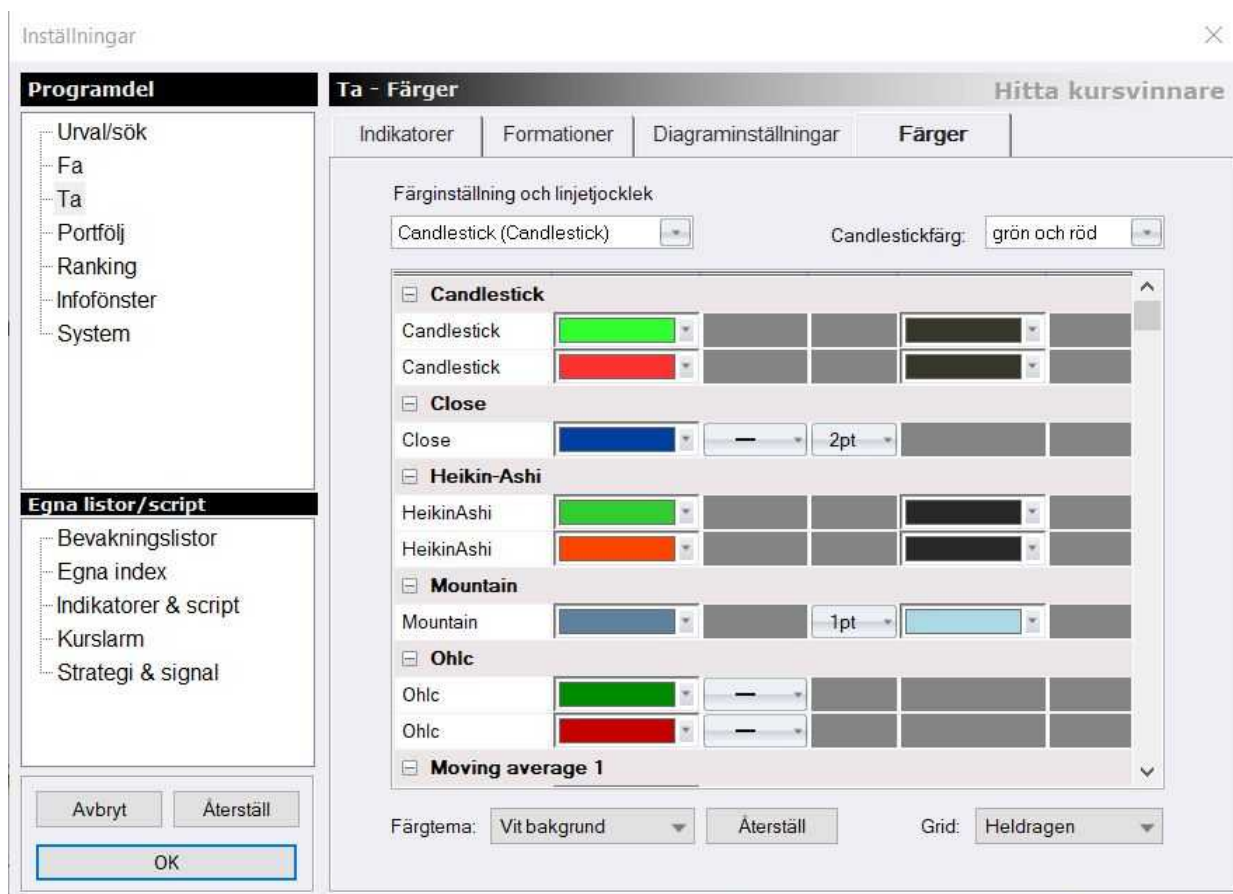 Inställningar
Programdel
Urval/sök
Fa
Ta
Portfölj
Ranking
Infofönster
System
Egna listor/script
Bevakningslistor
Egna index
Indikatorer & script
Kurslarm
Strategi & signal
Avbryt
Återställ
OK
Ta - Färger
Hitta kursvinnare
Indikatorer
Formationer
Diagraminställningar
Färger
Färginställning och linjetjocklek
Candlestick (Candlestick)
Candlestickfärg:
grön och röd
Candlestick
Candlestick
Candlestick
Close
Close
2pt
Heikin-Ashi
HeikinAshi
HeikinAshi
Mountain
Mountain
1pt
Ohlc
Ohlc
Ohlc
Moving average 1
Färgtema:
Vit bakgrund
Återställ
Grid:
Heldragen